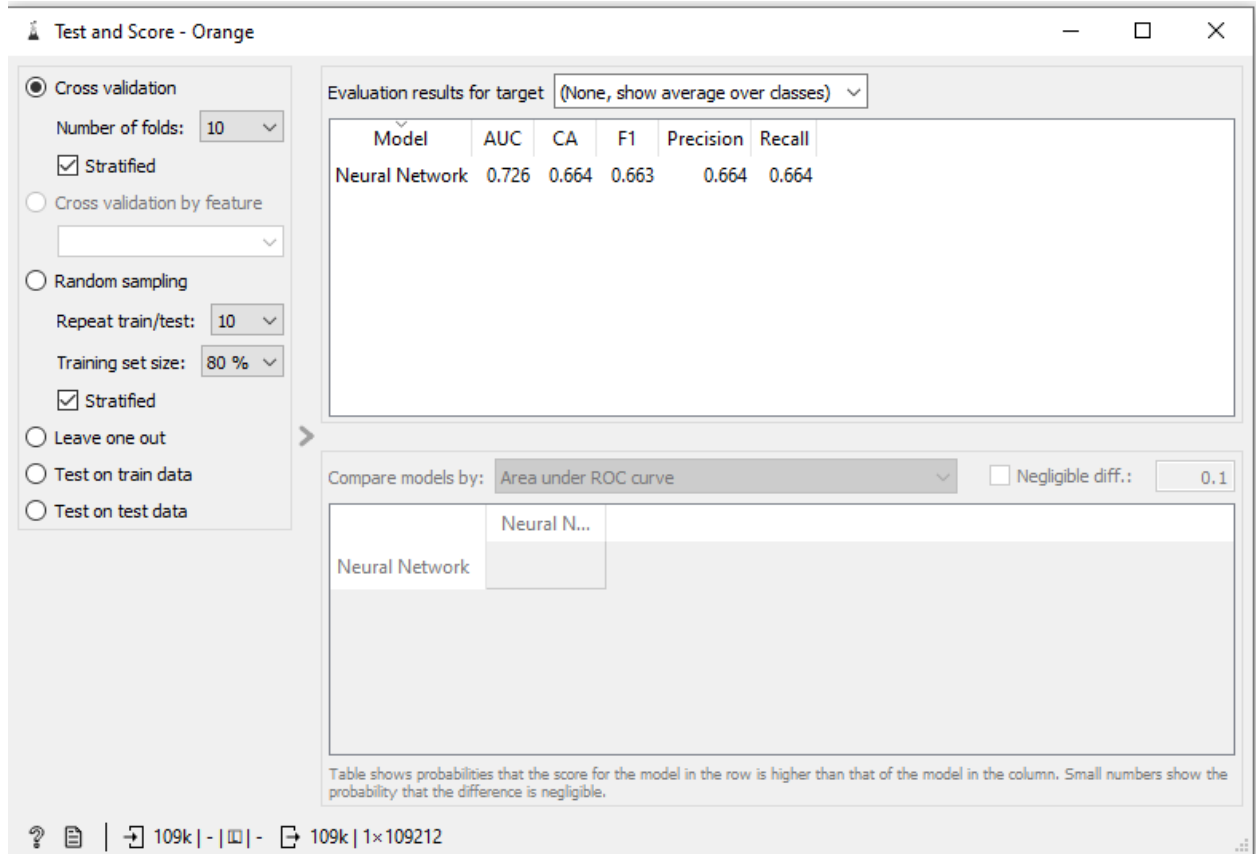 Test and Score - Orange
Cross validation
Number of folds: 10
Stratified
Cross validation by feature
Random sampling
Repeat train/test: 10
Training set size: 80 %
Stratified
Leave one out
Test on train data
Test on test data
Evaluation results for target (None, show average over classes)
Model AUC CA F1 Precision Recall
Neural Network 0.726 0.664 0.663 0.664 0.664
Compare models by: Area under ROC curve Negligible diff.: 0.1
Neural N...
Neural Network
Table shows probabilities that the score for the model in the row is higher than that of the model in the column. Small numbers show the
probability that the difference is negligible.
109k | - | | - 109k | 1×109212